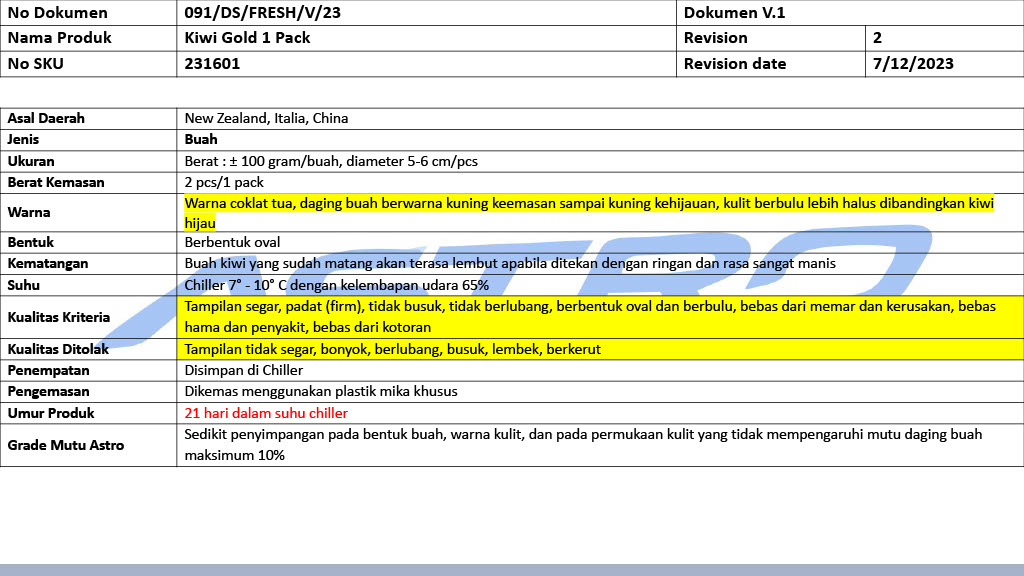 No Dokumen 091/DS/FRESH/V/23 Dokumen V.1
Nama Produk Kiwi Gold 1 Pack Revision 2
No SKU 231601 Revision date 7/12/2023
Asal Daerah New Zealand, Italia, China
Jenis Buah
Ukuran Berat : ± 100 gram/buah, diameter 5-6 cm/pcs
Berat Kemasan 2 pcs/1 pack
Warna Warna coklat tua, daging buah berwarna kuning keemasan sampai kuning kehijauan, kulit berbulu lebih halus dibandingkan kiwi
hijau
Bentuk Berbentuk oval
Kematangan Buah kiwi yang sudah matang akan terasa lembut apabila ditekan dengan ringan dan rasa sangat manis
Suhu Chiller 7° - 10° C dengan kelembapan udara 65%
Kualitas Kriteria Tampilan segar, padat (firm), tidak busuk, tidak berlubang, berbentuk oval dan berbulu, bebas dari memar dan kerusakan, bebas
hama dan penyakit, bebas dari kotoran
Kualitas Ditolak Tampilan tidak segar, bonyok, berlubang, busuk, lembek, berkerut
Penempatan Disimpan di Chiller
Pengemasan Dikemas menggunakan plastik mika khusus
Umur Produk 21 hari dalam suhu chiller
Grade Mutu Astro Sedikit penyimpangan pada bentuk buah, warna kulit, dan pada permukaan kulit yang tidak mempengaruhi mutu daging buah
maksimum 10%
ASTRO